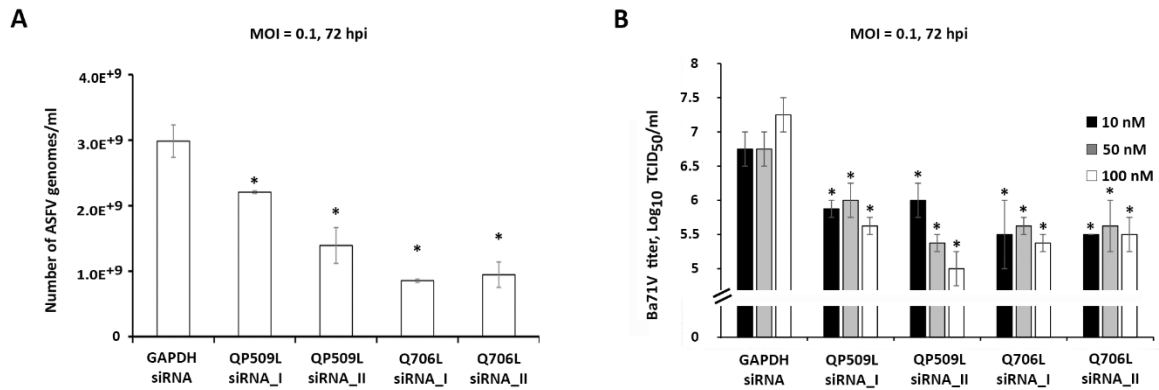 A
MOI = 0.1, 72 hpi
Number of ASFV genomes/ml
4.0E+9
3.0E+9
2.0E+9
1.0E+9
0
*
*
*
*
GAPDH siRNA
QP509L siRNA_I
QP509L siRNA_II
Q706L siRNA_I
Q706L siRNA_II
B
MOI = 0.1, 72 hpi
Ba71V titer, Log10 TCID50/ml
8
7.5
7
6.5
6
5.5
5
0
*
*
*
*
*
*
*
*
*
*
*
*
10 nM
50 nM
100 nM
GAPDH siRNA
QP509L siRNA_I
QP509L siRNA_II
Q706L siRNA_I
Q706L siRNA_II